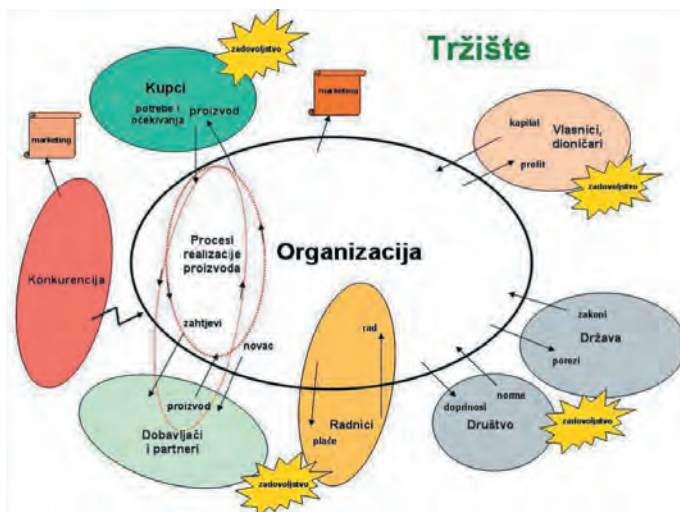 Tržište
zadovoljstvo
Kupci
potrebe i
očekivanja
proizvod
marketing
marketing
kapital
Vlasnici,
dioničari
profit
zadovoljstvo
Konkurencija
Procesi
realizacije
proizvoda
Organizacija
zahtjevi
novac
rad
zakoni
Država
porezi
proizvod
Dobavljači
i partneri
zadovoljstvo
Radnici
plaće
doprinosi
norme
Društvo
zadovoljstvo